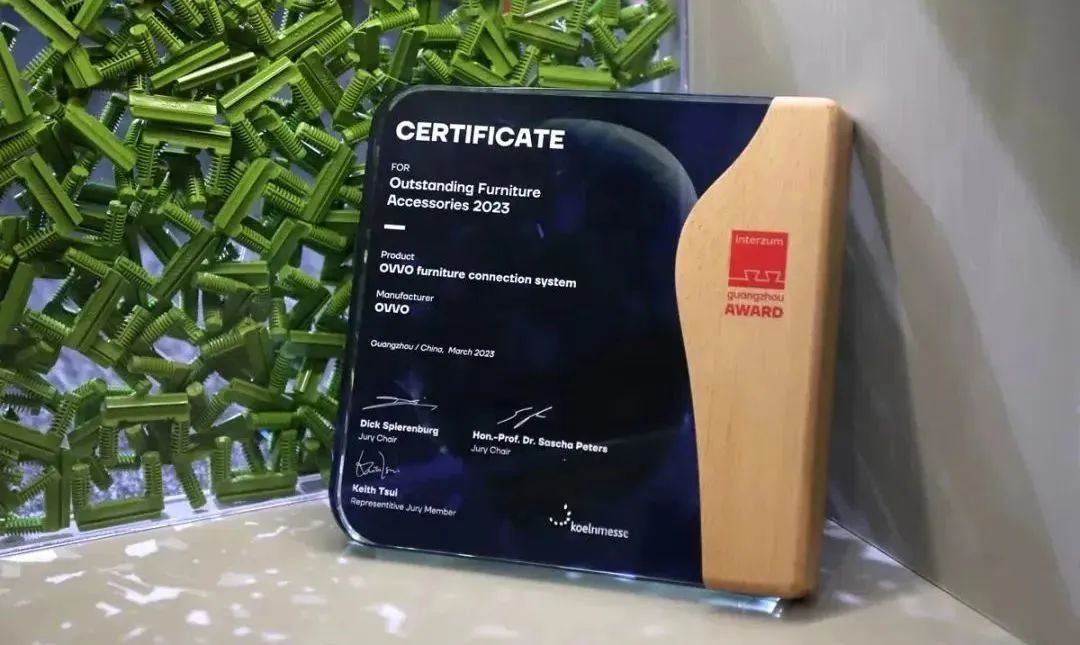 CERTIFICATE
FOR
Outstanding Furniture
Accessories 2023
Product
OVVO furniture connection system
Manufacturer
OVVO
Guangzhou / China, March 2023
Dick Spierenburg
Jury Chair
Hon.-Prof. Dr. Sascha Peters
Jury Chair
Keith Tsui
Representitive Jury Member
koelnmesse
interzum
guangzhou
AWARD